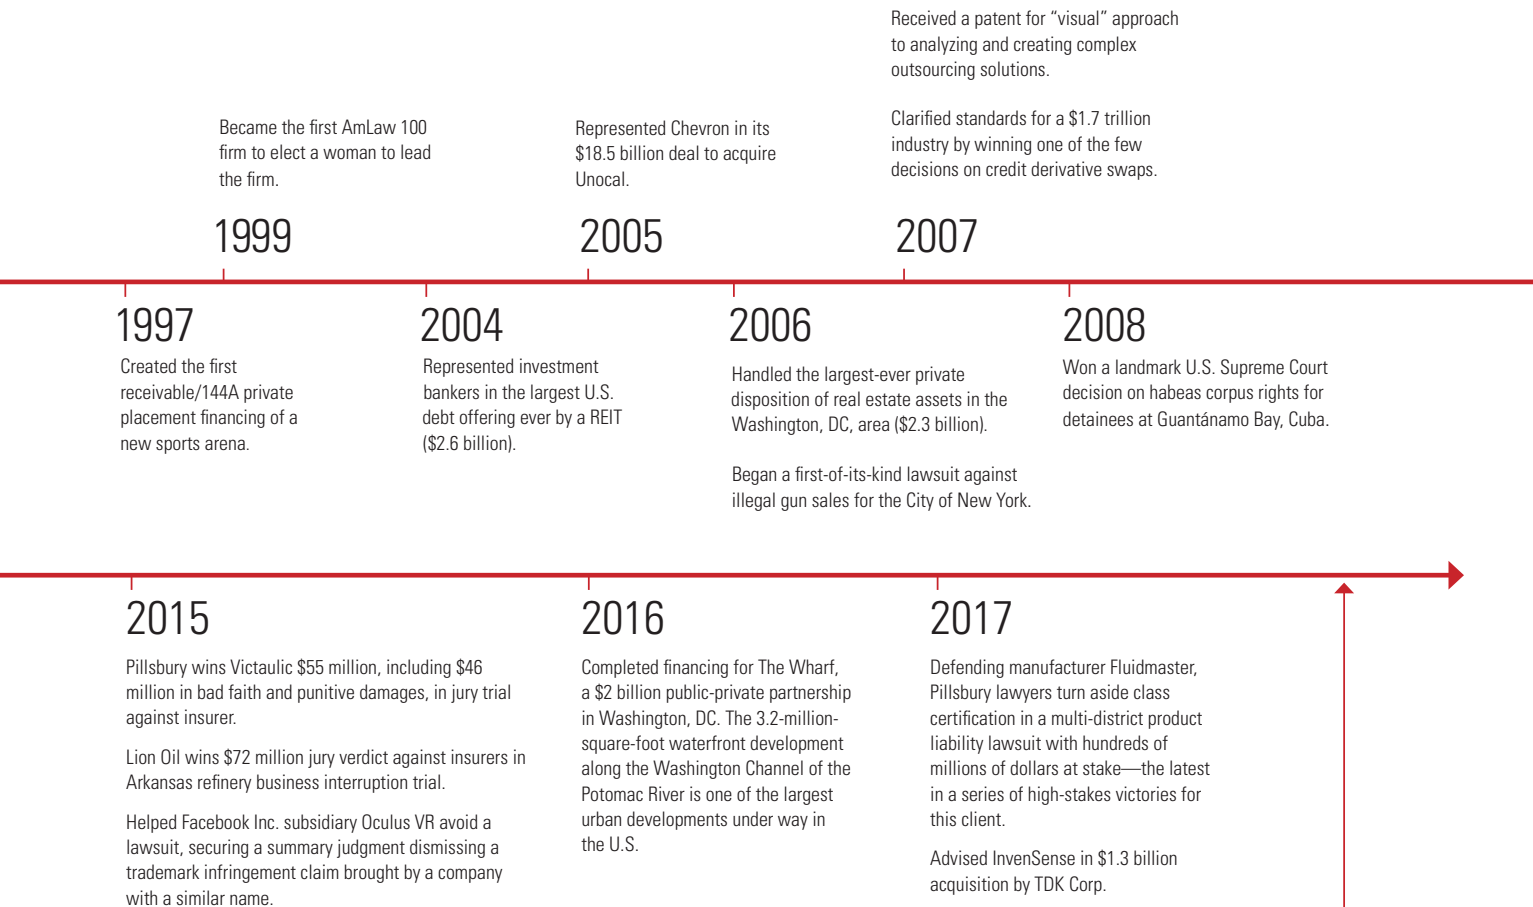 Received a patent for “visual” approach
to analyzing and creating complex
outsourcing solutions.
Clarified standards for a $1.7 trillion
industry by winning one of the few
decisions on credit derivative swaps.
Became the first AmLaw 100
firm to elect a woman to lead
the firm.
Represented Chevron in its
$18.5 billion deal to acquire
Unocal.
1999
2005
2007
1997
Created the first
receivable/144A private
placement financing of a
new sports arena.
2004
Represented investment
bankers in the largest U.S.
debt offering ever by a REIT
($2.6 billion).
2006
Handled the largest-ever private
disposition of real estate assets in the
Washington, DC, area ($2.3 billion).
Began a first-of-its-kind lawsuit against
illegal gun sales for the City of New York.
2008
Won a landmark U.S. Supreme Court
decision on habeas corpus rights for
detainees at Guantánamo Bay, Cuba.
2015
Pillsbury wins Victaulic $55 million, including $46
million in bad faith and punitive damages, in jury trial
against insurer.
Lion Oil wins $72 million jury verdict against insurers in
Arkansas refinery business interruption trial.
Helped Facebook Inc. subsidiary Oculus VR avoid a
lawsuit, securing a summary judgment dismissing a
trademark infringement claim brought by a company
with a similar name.
2016
Completed financing for The Wharf,
a $2 billion public-private partnership
in Washington, DC. The 3.2-million-
square-foot waterfront development
along the Washington Channel of the
Potomac River is one of the largest
urban developments under way in
the U.S.
2017
Defending manufacturer Fluidmaster,
Pillsbury lawyers turn aside class
certification in a multi-district product
liability lawsuit with hundreds of
millions of dollars at stake—the latest
in a series of high-stakes victories for
this client.
Advised InvenSense in $1.3 billion
acquisition by TDK Corp.